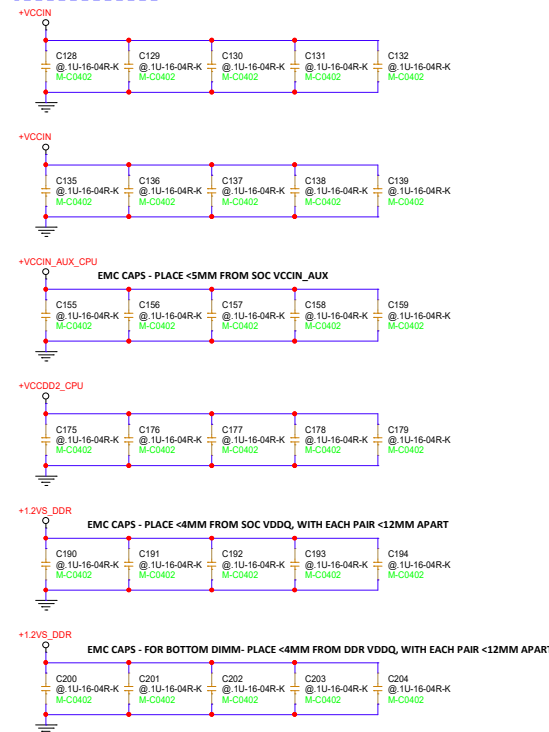 +VCCIN
C128 C129 C130 C131 C132
@.1U-16-04R-K @.1U-16-04R-K @.1U-16-04R-K @.1U-16-04R-K @.1U-16-04R-K
M-C0402 M-C0402 M-C0402 M-C0402 M-C0402
+VCCIN
C135 C136 C137 C138 C139
@.1U-16-04R-K @.1U-16-04R-K @.1U-16-04R-K @.1U-16-04R-K @.1U-16-04R-K
M-C0402 M-C0402 M-C0402 M-C0402 M-C0402
+VCCIN_AUX_CPU
EMC CAPS - PLACE <5MM FROM SOC VCCIN_AUX
C155 C156 C157 C158 C159
@.1U-16-04R-K @.1U-16-04R-K @.1U-16-04R-K @.1U-16-04R-K @.1U-16-04R-K
M-C0402 M-C0402 M-C0402 M-C0402 M-C0402
+VCCDD2_CPU
C175 C176 C177 C178 C179
@.1U-16-04R-K @.1U-16-04R-K @.1U-16-04R-K @.1U-16-04R-K @.1U-16-04R-K
M-C0402 M-C0402 M-C0402 M-C0402 M-C0402
+1.2VS_DDR
EMC CAPS - PLACE <4MM FROM SOC VDDQ, WITH EACH PAIR <12MM APART
C190 C191 C192 C193 C194
@.1U-16-04R-K @.1U-16-04R-K @.1U-16-04R-K @.1U-16-04R-K @.1U-16-04R-K
M-C0402 M-C0402 M-C0402 M-C0402 M-C0402
+1.2VS_DDR
EMC CAPS - FOR BOTTOM DIMM- PLACE <4MM FROM DDR VDDQ, WITH EACH PAIR <12MM APART
C200 C201 C202 C203 C204
@.1U-16-04R-K @.1U-16-04R-K @.1U-16-04R-K @.1U-16-04R-K @.1U-16-04R-K
M-C0402 M-C0402 M-C0402 M-C0402 M-C0402